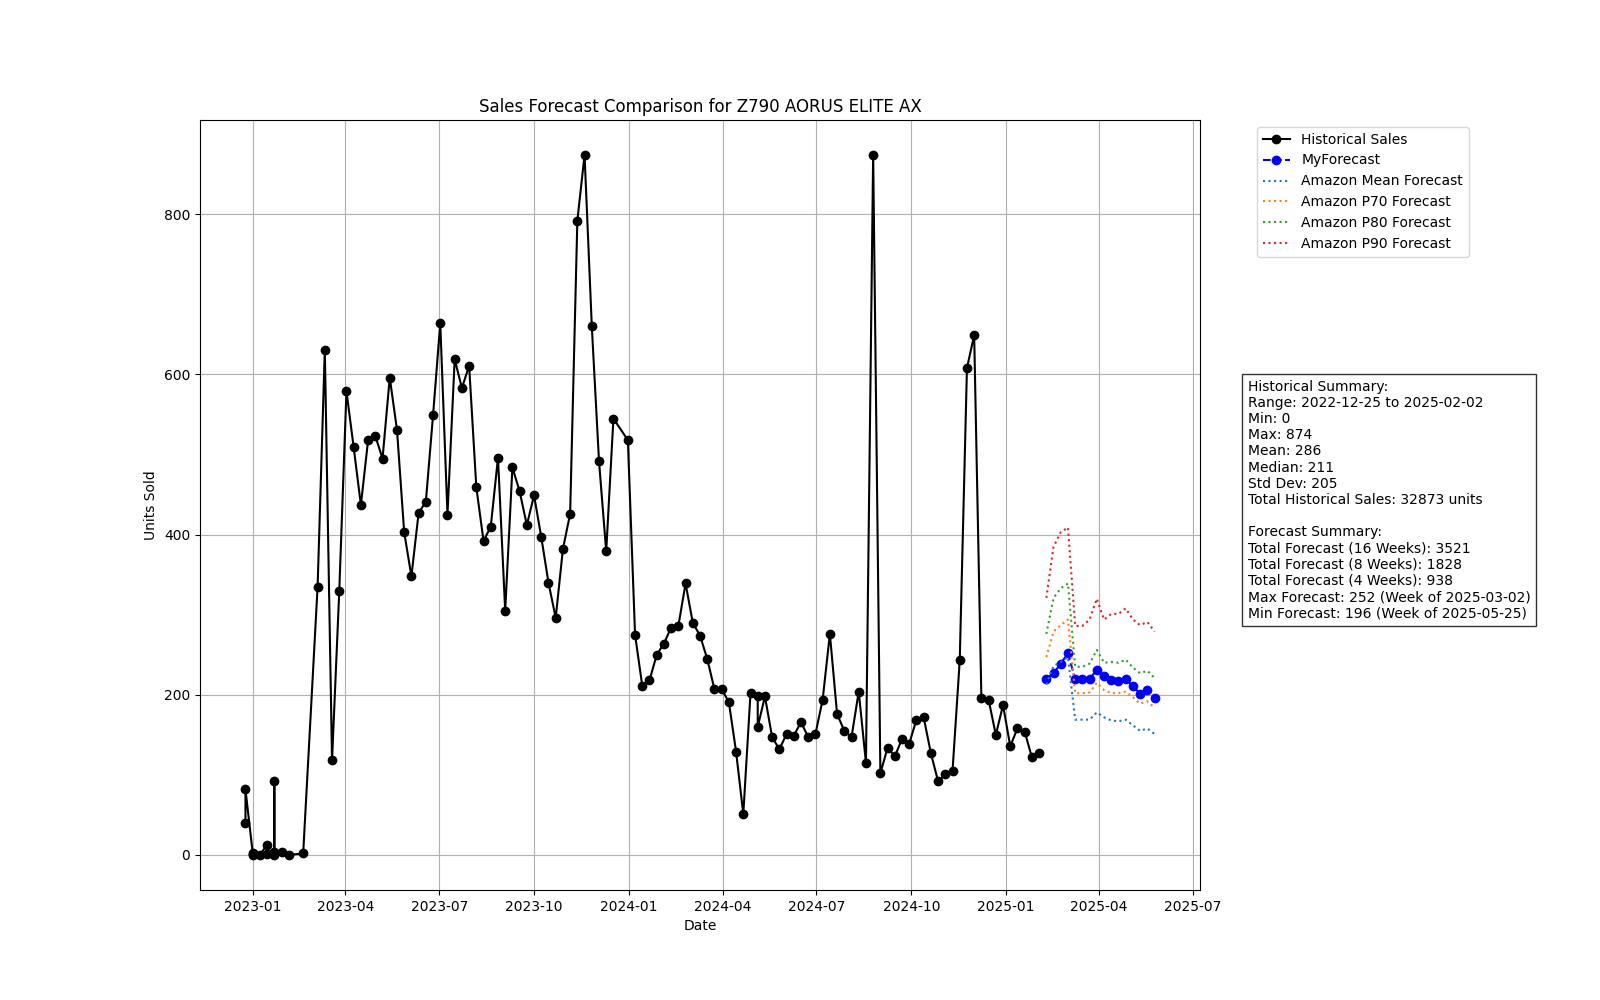 Sales Forecast Comparison for Z790 AORUS ELITE AX
Historical Sales
MyForecast
Amazon Mean Forecast
Amazon P70 Forecast
Amazon P80 Forecast
Amazon P90 Forecast
Units Sold
800
600
400
200
0
2023-01
2023-04
2023-07
2023-10
2024-01
2024-04
2024-07
2024-10
2025-01
2025-04
2025-07
Date
Historical Summary:
Range: 2022-12-25 to 2025-02-02
Min: 0
Max: 874
Mean: 286
Median: 211
Std Dev: 205
Total Historical Sales: 32873 units
Forecast Summary:
Total Forecast (16 Weeks): 3521
Total Forecast (8 Weeks): 1828
Total Forecast (4 Weeks): 938
Max Forecast: 252 (Week of 2025-03-02)
Min Forecast: 196 (Week of 2025-05-25)